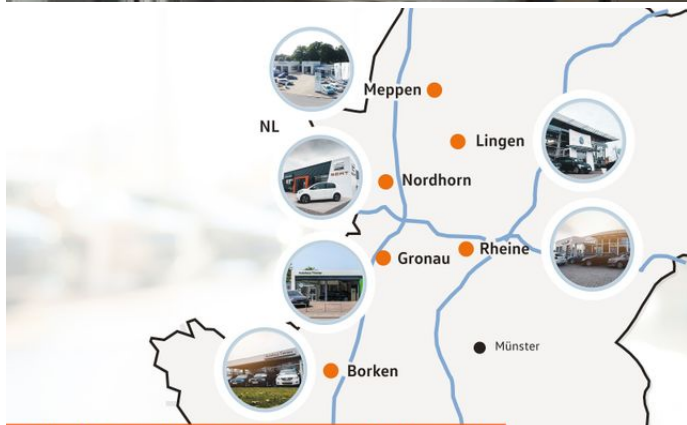 Meppen
NL
Lingen
Nordhorn
Gronau
Rheine
Münster
Borken